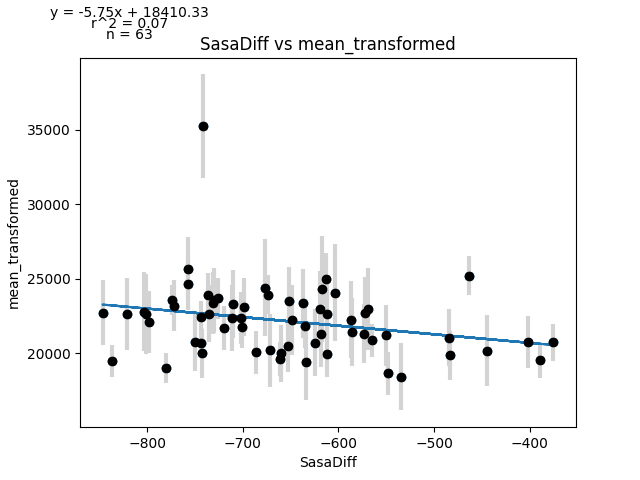 y = -5.75x + 18410.33
r^2 = 0.07
n = 63
SasaDiff vs mean_transformed
35000
30000
25000
20000
mean_transformed
−800
−700
−600
−500
−400
SasaDiff